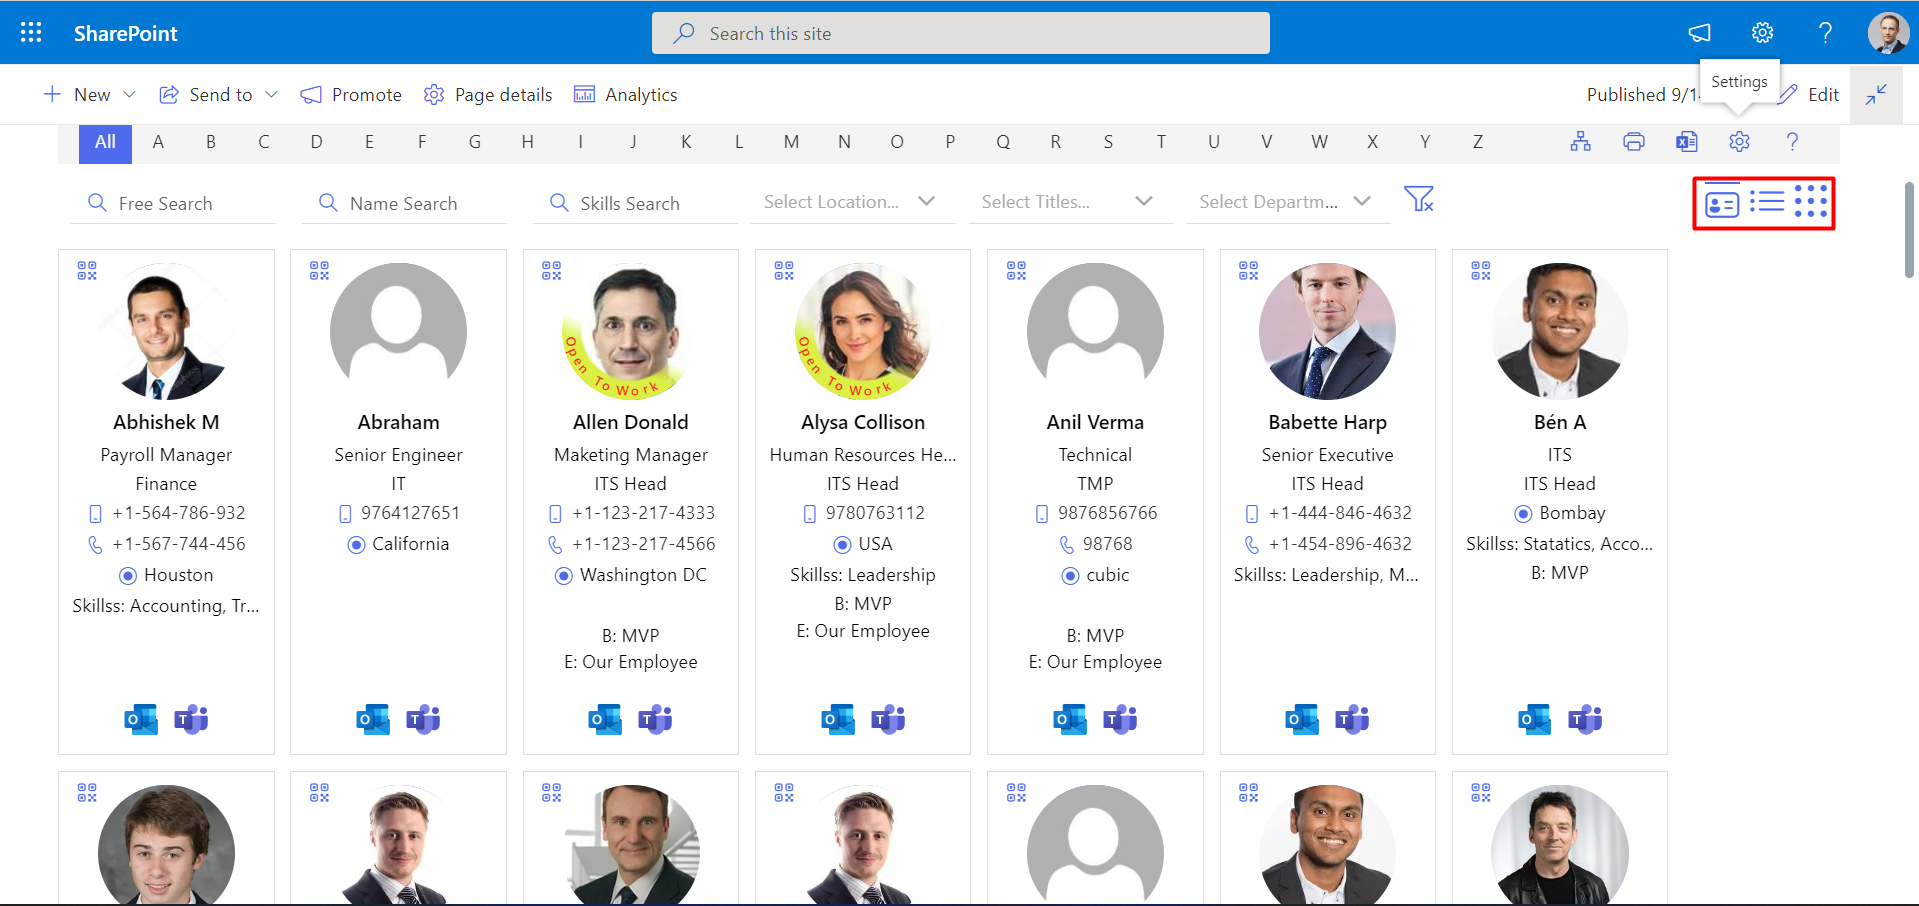 SharePoint
Search this site
New
Send to
Promote
Page details
Analytics
Published 9/1
Settings
Edit
All A B C D E F G H I J K L M N O P Q R S T U V W X Y Z
Free Search
Name Search
Skills Search
Select Location...
Select Titles...
Select Departm...
Abhishek M
Payroll Manager
Finance
+1-564-786-932
+1-567-744-456
Houston
Skillss: Accounting, Tr...
Abraham
Senior Engineer
IT
9764127651
California
Open To Work
Allen Donald
Maketing Manager
ITS Head
+1-123-217-4333
+1-123-217-4566
Washington DC
B: MVP
E: Our Employee
Open To Work
Alysa Collison
Human Resources He...
ITS Head
9780763112
USA
Skillss: Leadership
B: MVP
E: Our Employee
Anil Verma
Technical
TMP
9876856766
98768
cubic
B: MVP
E: Our Employee
Babette Harp
Senior Executive
ITS Head
+1-444-846-4632
+1-454-896-4632
Skillss: Leadership, M...
Bén A
ITS
ITS Head
Bombay
Skillss: Statatics, Acco...
B: MVP